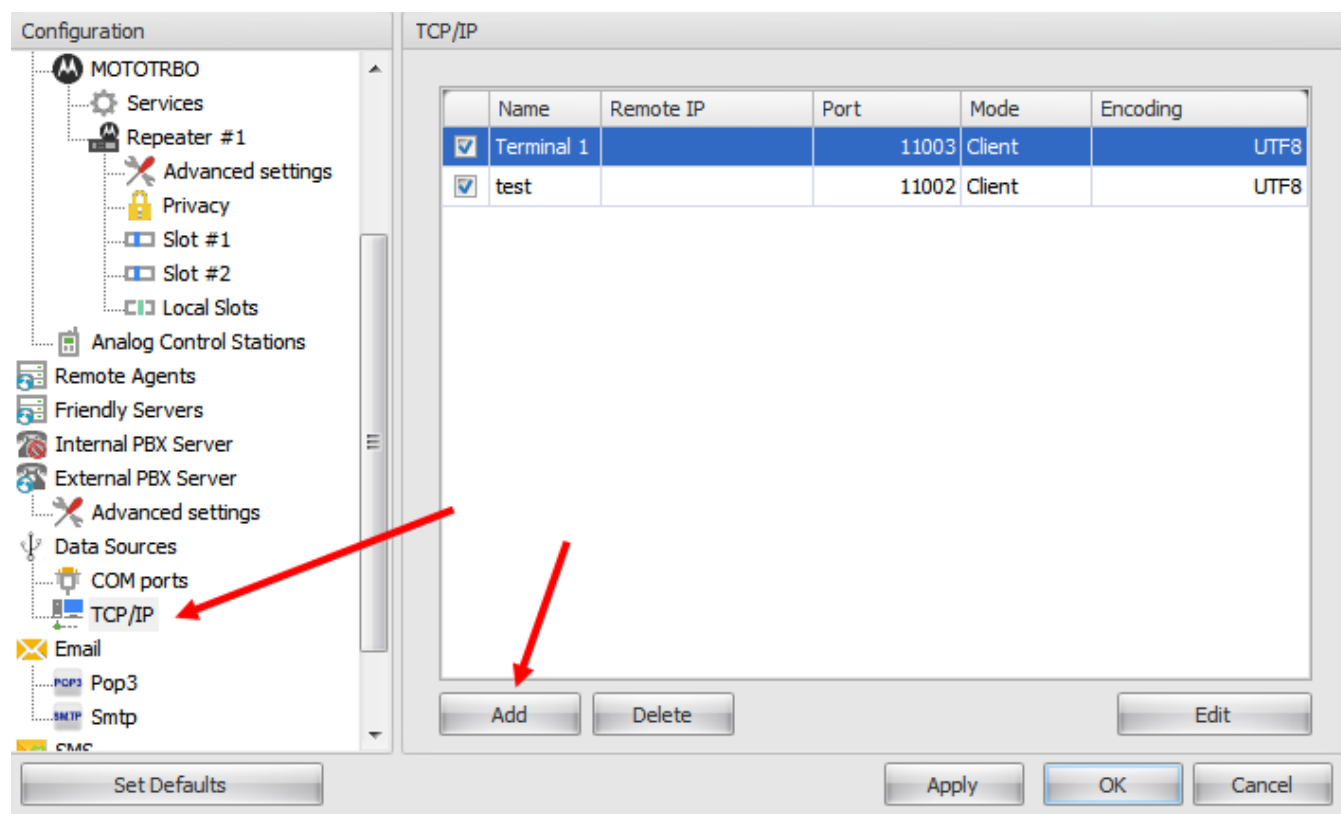 Configuration
MOTOTRBO
Services
Repeater #1
Advanced settings
Privacy
Slot #1
Slot #2
Local Slots
Analog Control Stations
Remote Agents
Friendly Servers
Internal PBX Server
External PBX Server
Advanced settings
Data Sources
COM ports
TCP/IP
Email
POP3 Pop3
SMTP Smtp
SMS
Set Defaults
TCP/IP
Name Remote IP Port Mode Encoding
Terminal 1 11003 Client UTF8
test 11002 Client UTF8
Add Delete Edit
Apply OK Cancel